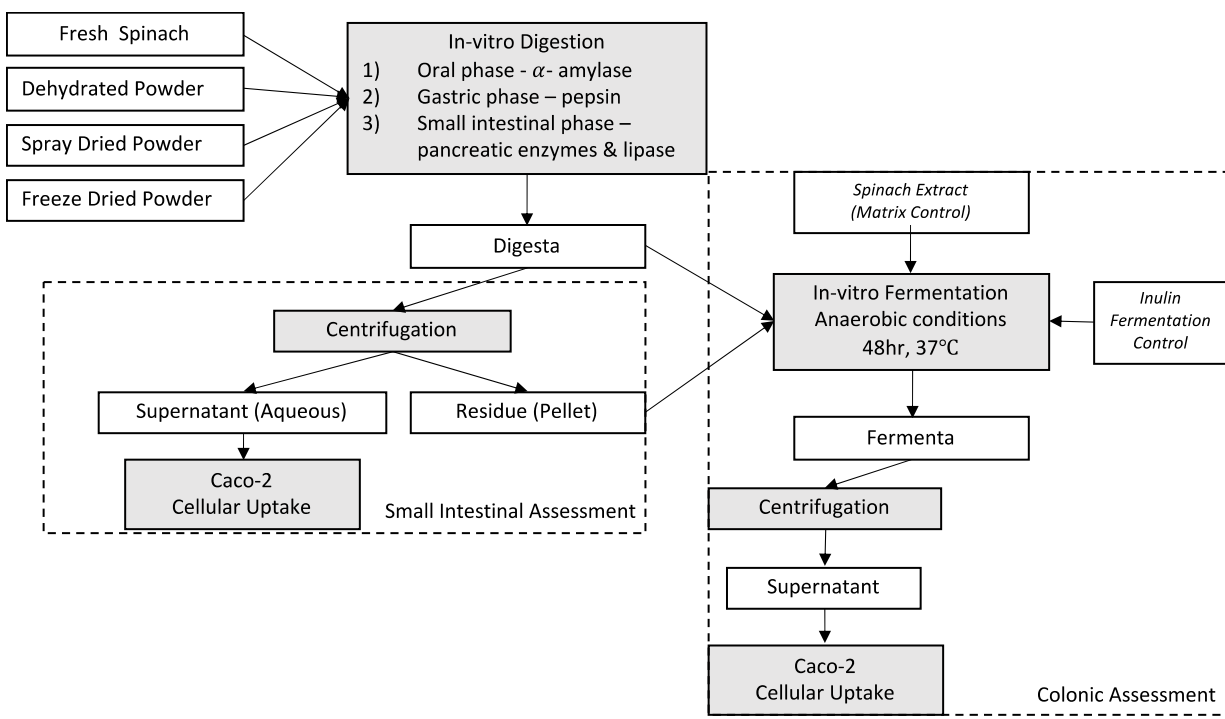 Fresh Spinach
Dehydrated Powder
Spray Dried Powder
Freeze Dried Powder
In-vitro Digestion
1) Oral phase - α- amylase
2) Gastric phase – pepsin
3) Small intestinal phase –
pancreatic enzymes & lipase
Digesta
Centrifugation
Supernatant (Aqueous)
Residue (Pellet)
Caco-2
Cellular Uptake
Small Intestinal Assessment
Spinach Extract
(Matrix Control)
In-vitro Fermentation
Anaerobic conditions
48hr, 37℃
Inulin
Fermentation
Control
Fermenta
Centrifugation
Supernatant
Caco-2
Cellular Uptake
Colonic Assessment